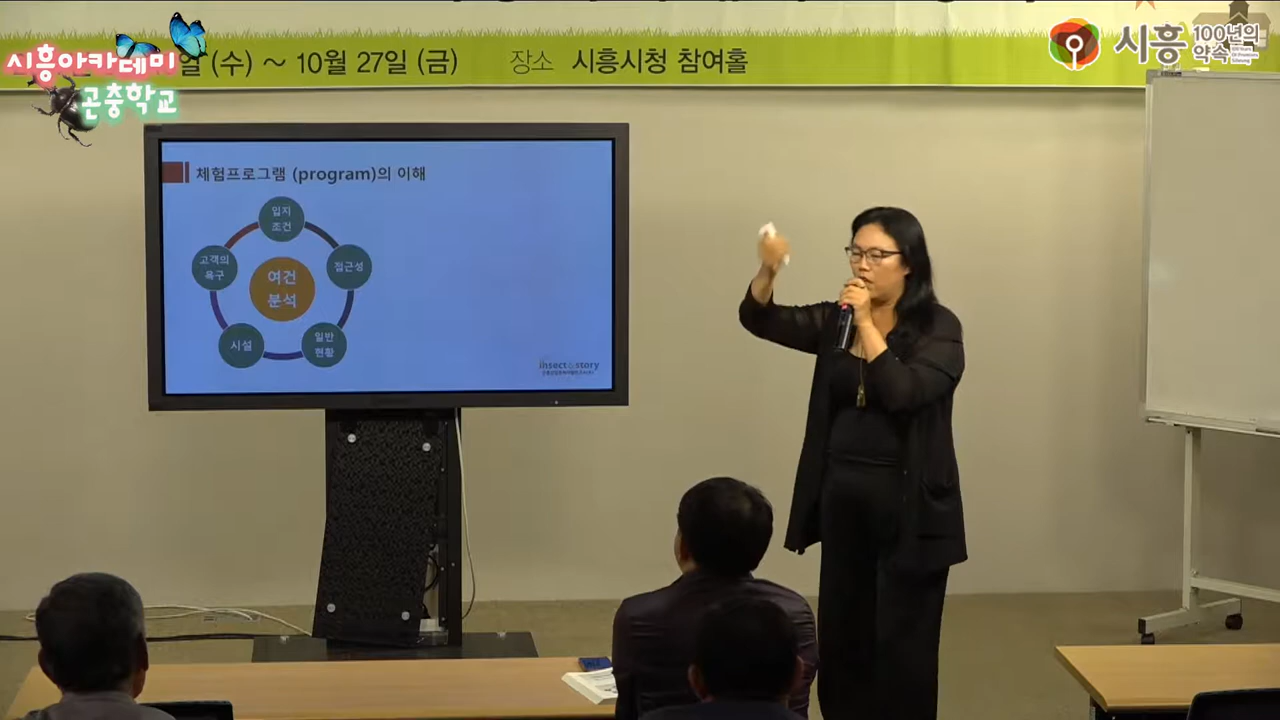 시흥아카데미
곤충학교
일 (수) ~ 10월 27일 (금)
장소 시흥시청 참여홀
시흥
100년의
약속
체험프로그램 (program)의 이해
입지
조건
고객의
욕구
접근성
여건
분석
시설
일반
현황
insect story